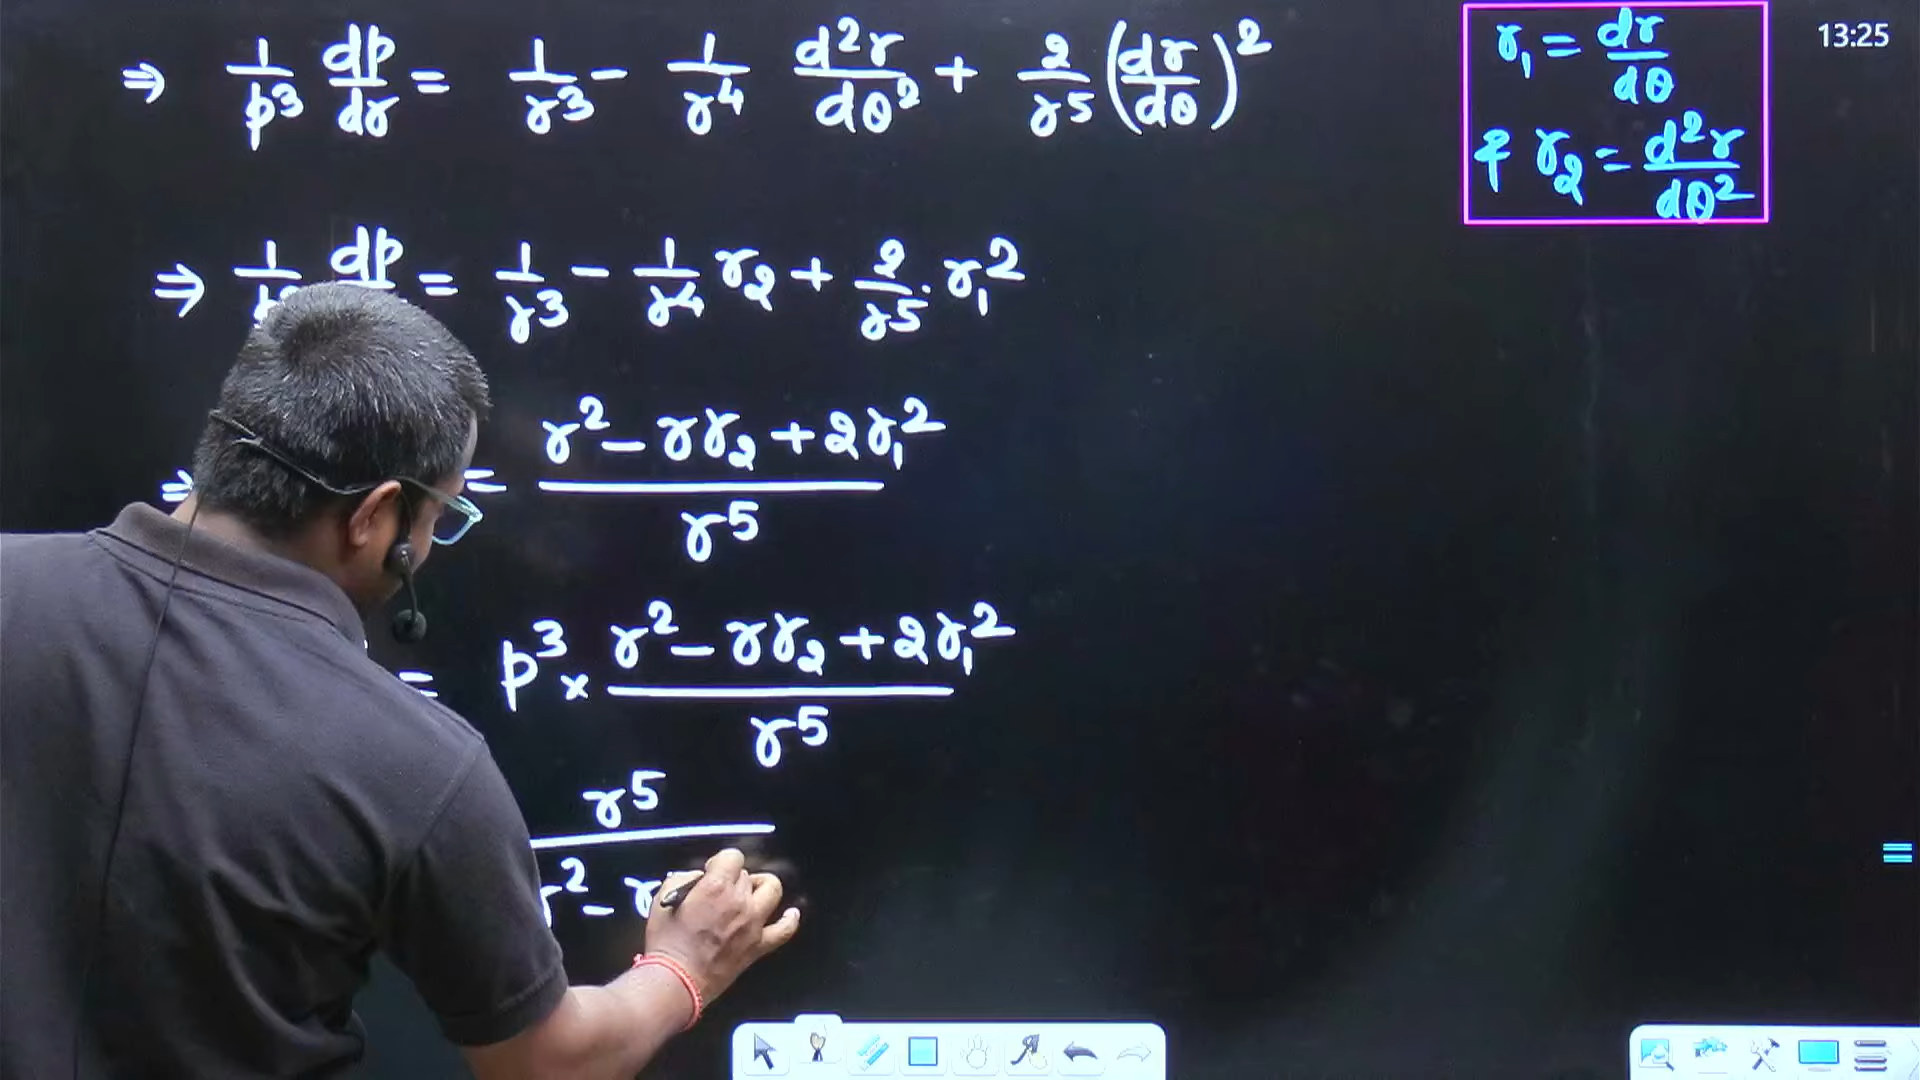 ⇒ 1/p³ dp/dr = 1/r³ − 1/r⁴ d²r/dθ² + 2/r⁵ (dr/dθ)²
r₁ = dr/dθ
& r₂ = d²r/dθ²
13:25
⇒ 1/ dp/ = 1/r³ − 1/r⁴ r₂ + 2/r⁵ · r₁²
⇒ = (r² − rr₂ + 2r₁²)/r⁵
= p³ × (r² − rr₂ + 2r₁²)/r⁵
r⁵/(r² − r